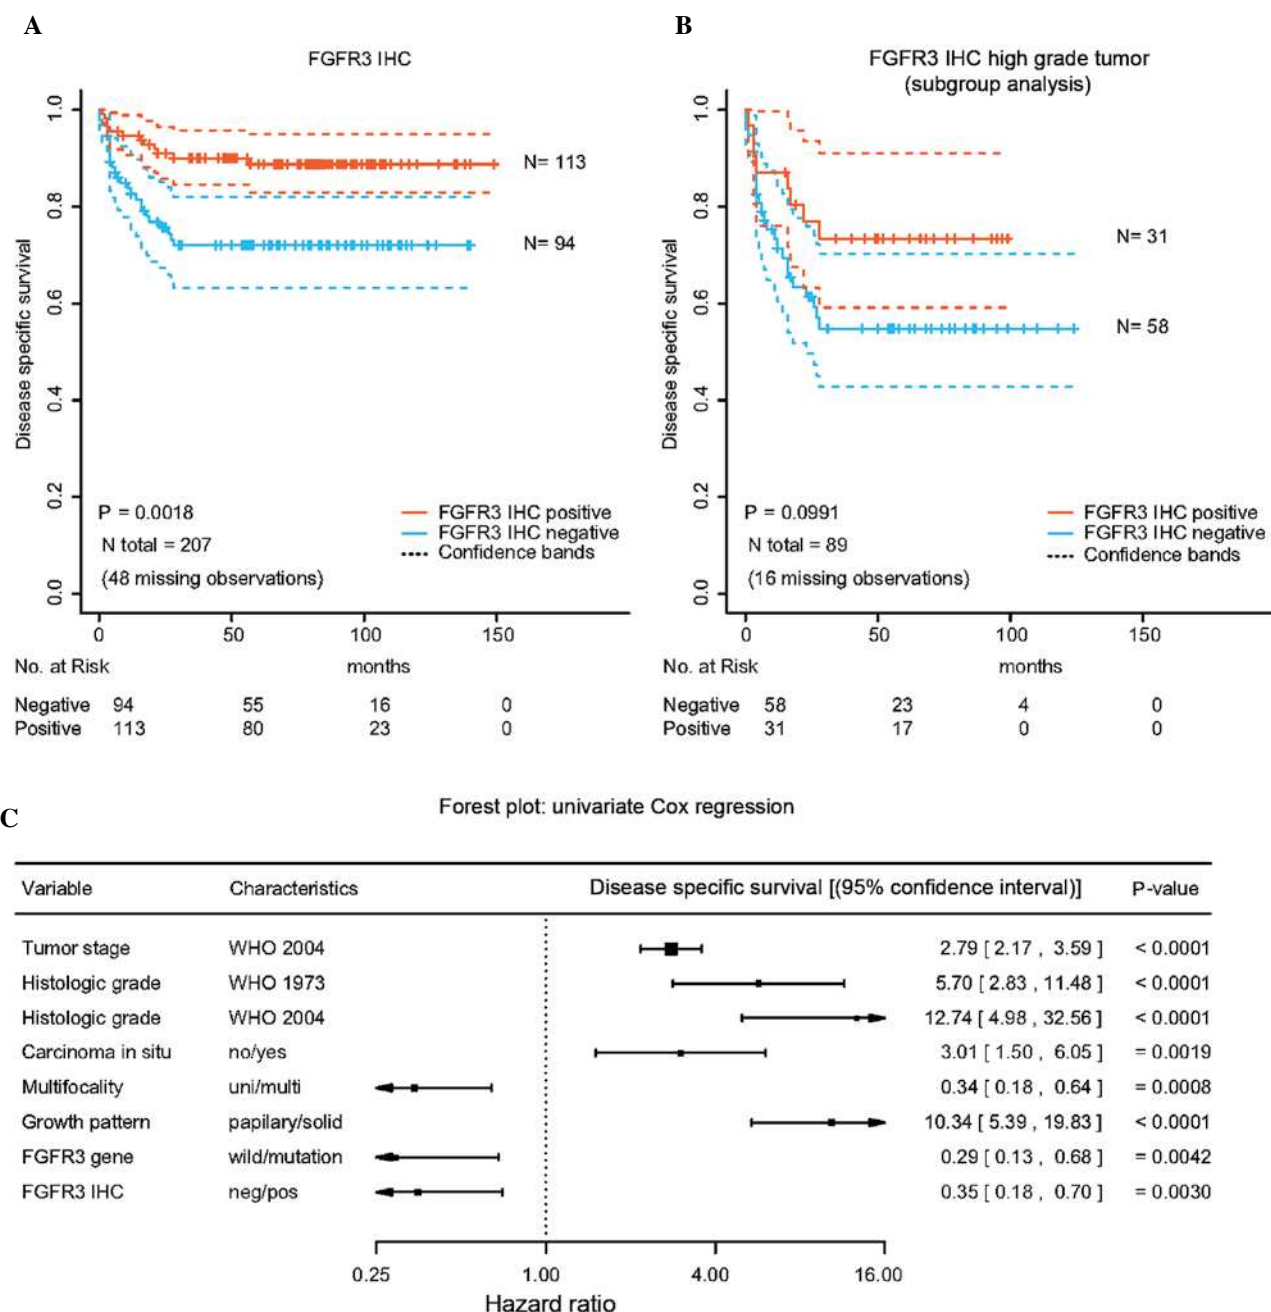 A
FGFR3 IHC
Disease specific survival
1.0
0.8
0.6
0.4
0.2
0.0
N= 113
N= 94
P = 0.0018
N total = 207
(48 missing observations)
FGFR3 IHC positive
FGFR3 IHC negative
Confidence bands
0 50 100 150
No. at Risk months
Negative 94 55 16 0
Positive 113 80 23 0
B
FGFR3 IHC high grade tumor
(subgroup analysis)
Disease specific survival
1.0
0.8
0.6
0.4
0.2
0.0
N= 31
N= 58
P = 0.0991
N total = 89
(16 missing observations)
FGFR3 IHC positive
FGFR3 IHC negative
Confidence bands
0 50 100 150
No. at Risk months
Negative 58 23 4 0
Positive 31 17 0 0
C
Forest plot: univariate Cox regression
Variable Characteristics Disease specific survival [(95% confidence interval)] P-value
Tumor stage WHO 2004 2.79 [ 2.17 , 3.59 ] < 0.0001
Histologic grade WHO 1973 5.70 [ 2.83 , 11.48 ] < 0.0001
Histologic grade WHO 2004 12.74 [ 4.98 , 32.56 ] < 0.0001
Carcinoma in situ no/yes 3.01 [ 1.50 , 6.05 ] = 0.0019
Multifocality uni/multi 0.34 [ 0.18 , 0.64 ] = 0.0008
Growth pattern papilary/solid 10.34 [ 5.39 , 19.83 ] < 0.0001
FGFR3 gene wild/mutation 0.29 [ 0.13 , 0.68 ] = 0.0042
FGFR3 IHC neg/pos 0.35 [ 0.18 , 0.70 ] = 0.0030
0.25 1.00 4.00 16.00
Hazard ratio